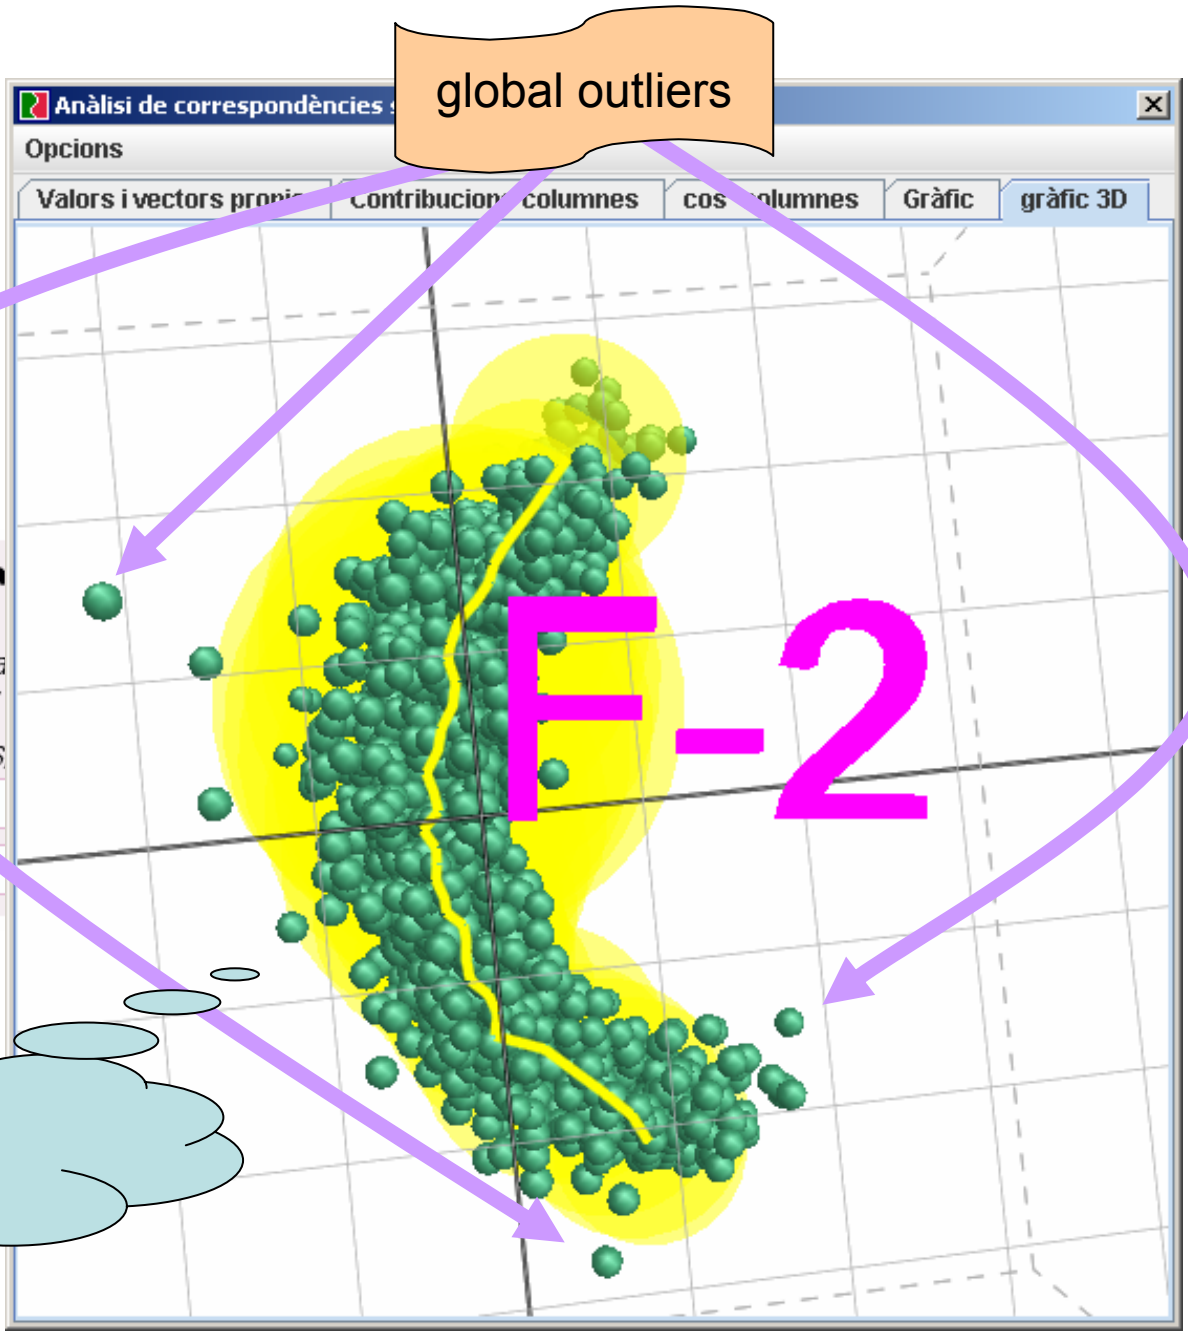 global outliers
Anàlisi de correspondències
Opcions
Valors i vectors
Contribucions columnes
cos columnes
Gràfic
gràfic 3D
F-2